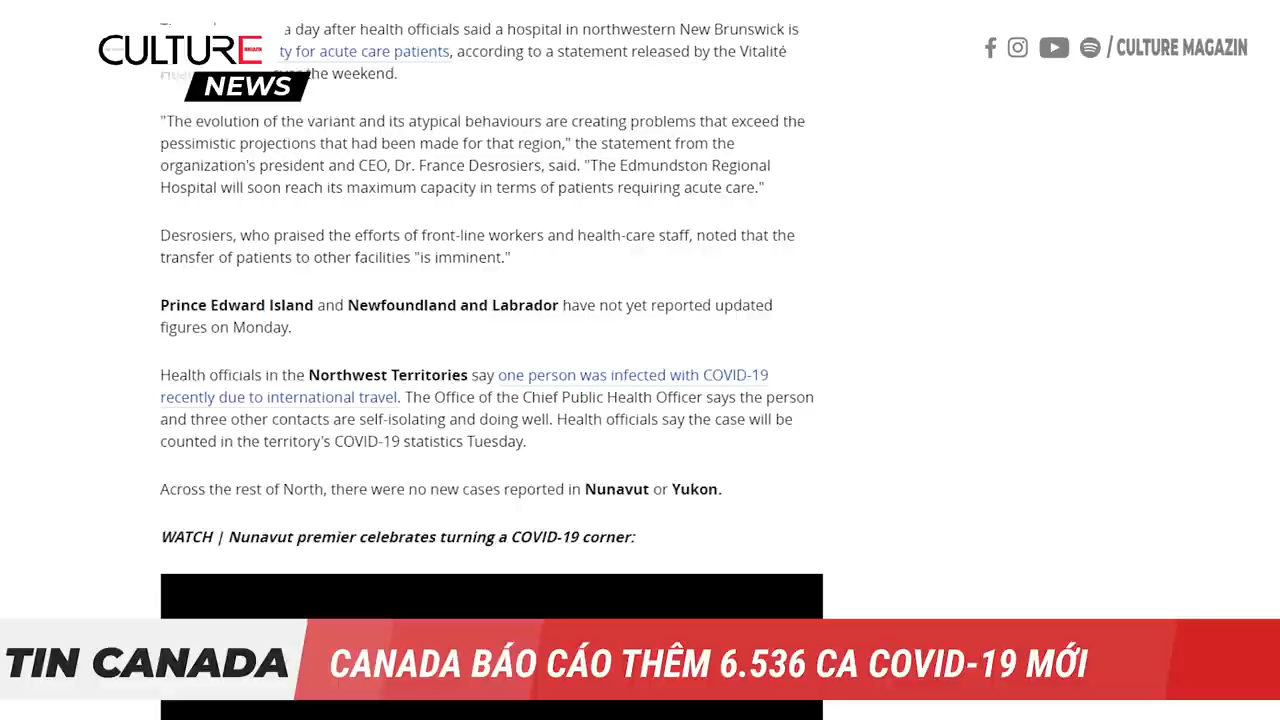 a day after health officials said a hospital in northwestern New Brunswick is
CULTURE
ty for acute care patients, according to a statement released by the Vitalité
the weekend.
NEWS
/ CULTURE MAGAZIN
"The evolution of the variant and its atypical behaviours are creating problems that exceed the
pessimistic projections that had been made for that region," the statement from the
organization's president and CEO, Dr. France Desrosiers, said. "The Edmundston Regional
Hospital will soon reach its maximum capacity in terms of patients requiring acute care."
Desrosiers, who praised the efforts of front-line workers and health-care staff, noted that the
transfer of patients to other facilities "is imminent."
Prince Edward Island and Newfoundland and Labrador have not yet reported updated
figures on Monday.
Health officials in the Northwest Territories say one person was infected with COVID-19
recently due to international travel. The Office of the Chief Public Health Officer says the person
and three other contacts are self-isolating and doing well. Health officials say the case will be
counted in the territory's COVID-19 statistics Tuesday.
Across the rest of North, there were no new cases reported in Nunavut or Yukon.
WATCH | Nunavut premier celebrates turning a COVID-19 corner:
TIN CANADA
CANADA BÁO CÁO THÊM 6.536 CA COVID-19 MỚI